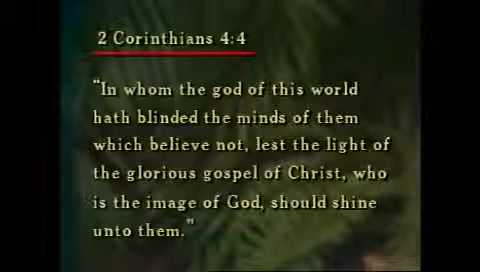 2 Corinthians 4:4
"In whom the god of this world
hath blinded the minds of them
which believe not, lest the light of
the glorious gospel of Christ, who
is the image of God, should shine
unto them."